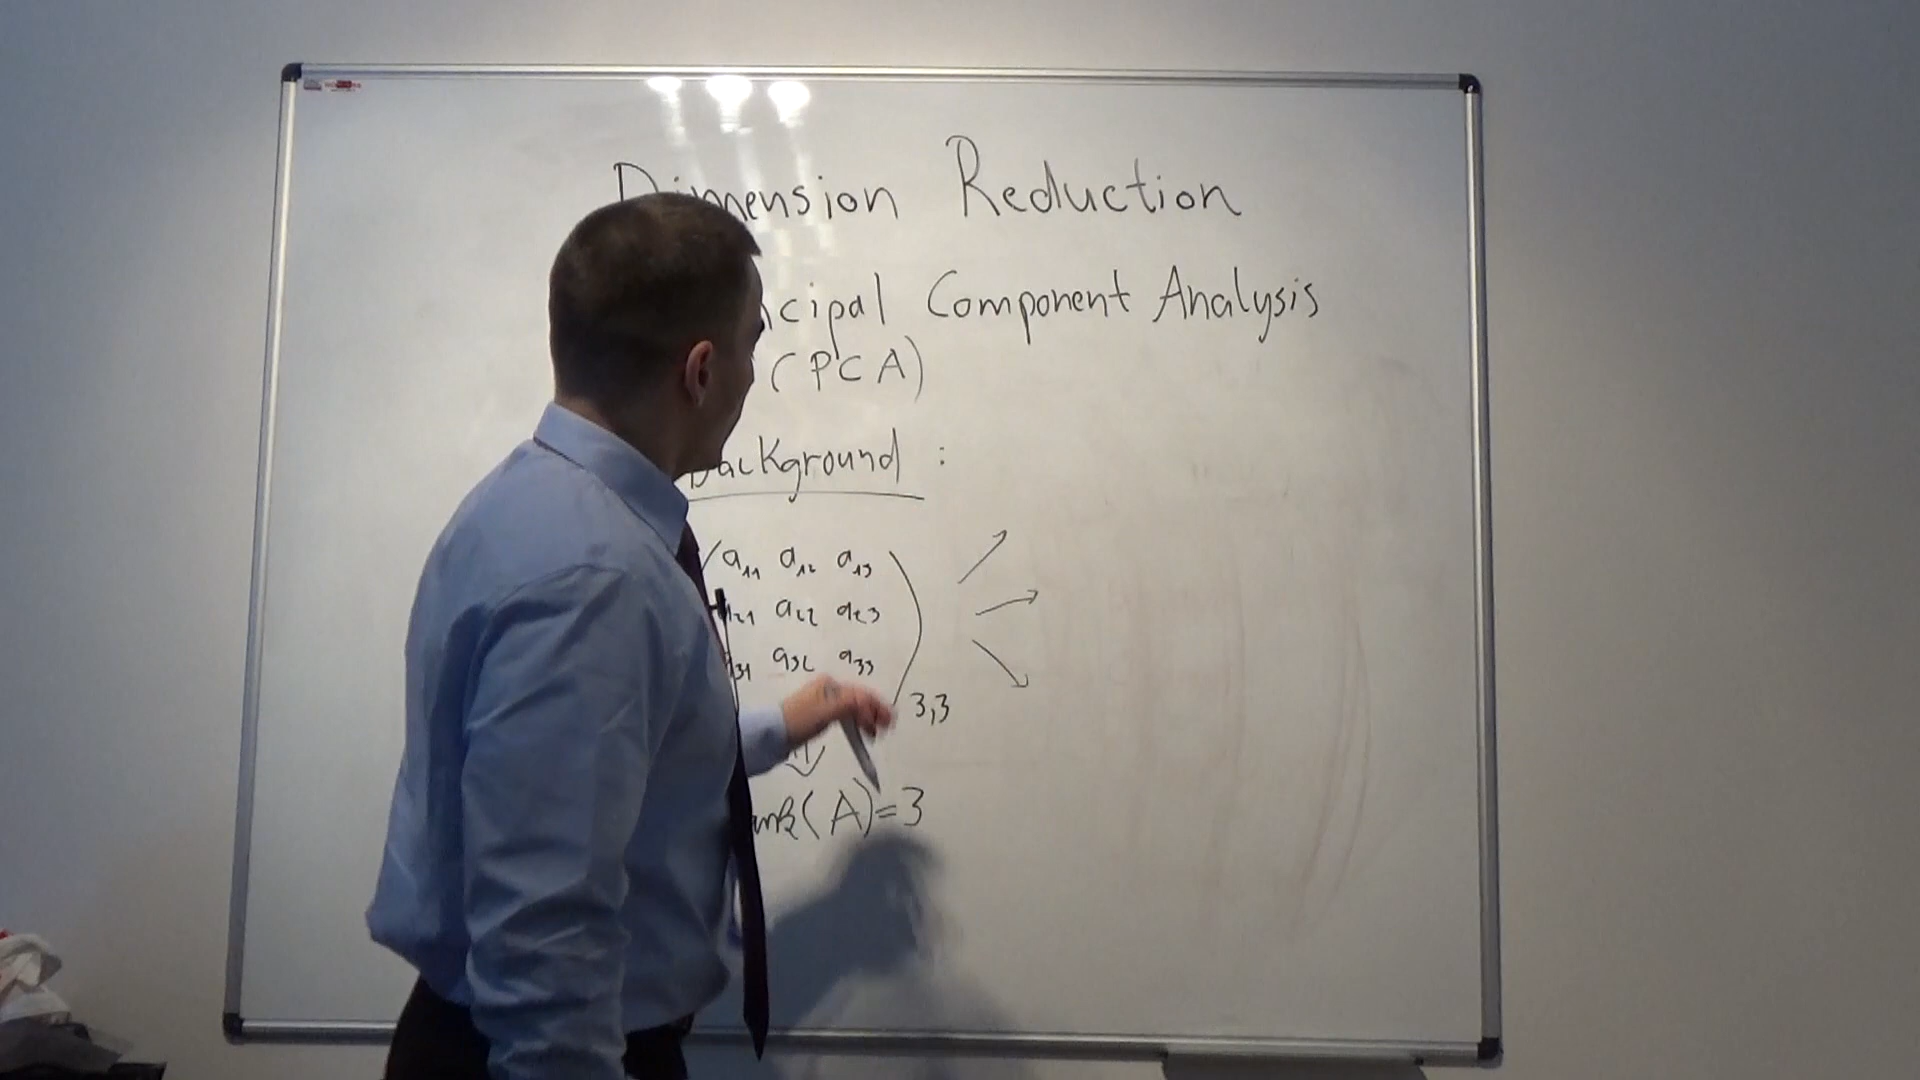 Dimension Reduction
ncipal Component Analysis
(PCA)
Background :
a11 a12 a13
a21 a22 a23
a31 a32 a33
3,3
ank(A)=3